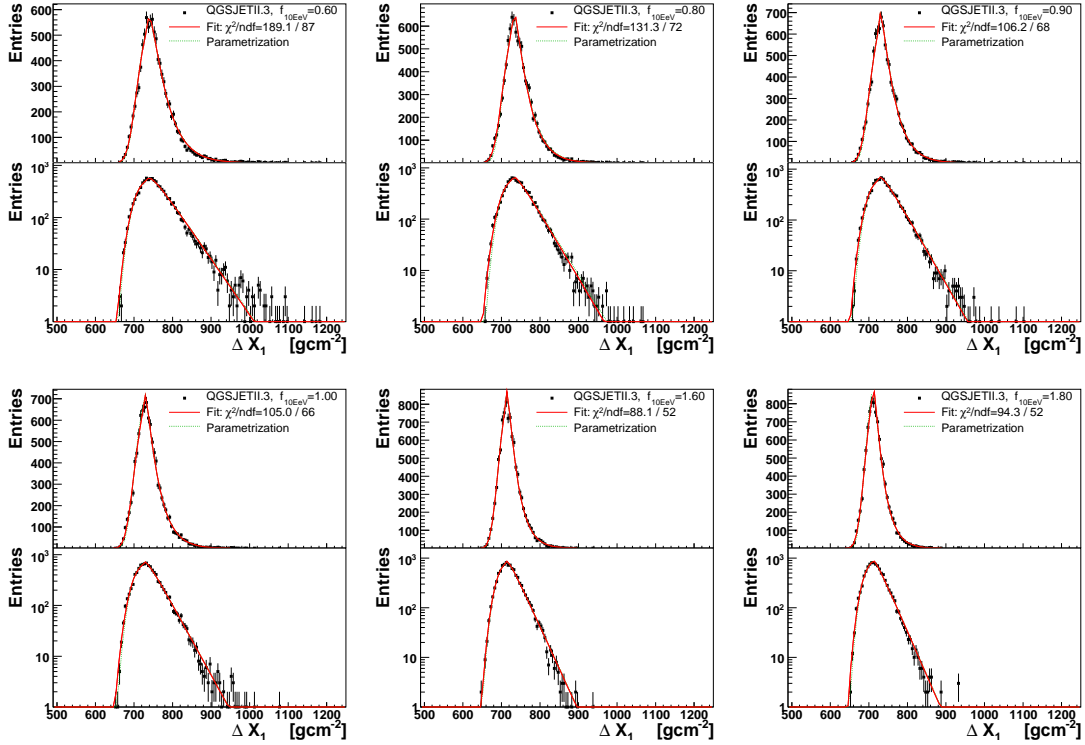 QGSJETII.3, f10EeV=0.60
Fit: χ²/ndf=189.1 / 87
Parametrization
Entries
600
500
400
300
200
100
Entries
10³
10²
10
1
500 600 700 800 900 1000 1100 1200
Δ X1 [gcm-2]
QGSJETII.3, f10EeV=0.80
Fit: χ²/ndf=131.3 / 72
Parametrization
Entries
600
500
400
300
200
100
Entries
10³
10²
10
1
500 600 700 800 900 1000 1100 1200
Δ X1 [gcm-2]
QGSJETII.3, f10EeV=0.90
Fit: χ²/ndf=106.2 / 68
Parametrization
Entries
700
600
500
400
300
200
100
Entries
10³
10²
10
1
500 600 700 800 900 1000 1100 1200
Δ X1 [gcm-2]
QGSJETII.3, f10EeV=1.00
Fit: χ²/ndf=105.0 / 66
Parametrization
Entries
700
600
500
400
300
200
100
Entries
10³
10²
10
1
500 600 700 800 900 1000 1100 1200
Δ X1 [gcm-2]
QGSJETII.3, f10EeV=1.60
Fit: χ²/ndf=88.1 / 52
Parametrization
Entries
800
700
600
500
400
300
200
100
Entries
10³
10²
10
1
500 600 700 800 900 1000 1100 1200
Δ X1 [gcm-2]
QGSJETII.3, f10EeV=1.80
Fit: χ²/ndf=94.3 / 52
Parametrization
Entries
800
700
600
500
400
300
200
100
Entries
10³
10²
10
1
500 600 700 800 900 1000 1100 1200
Δ X1 [gcm-2]